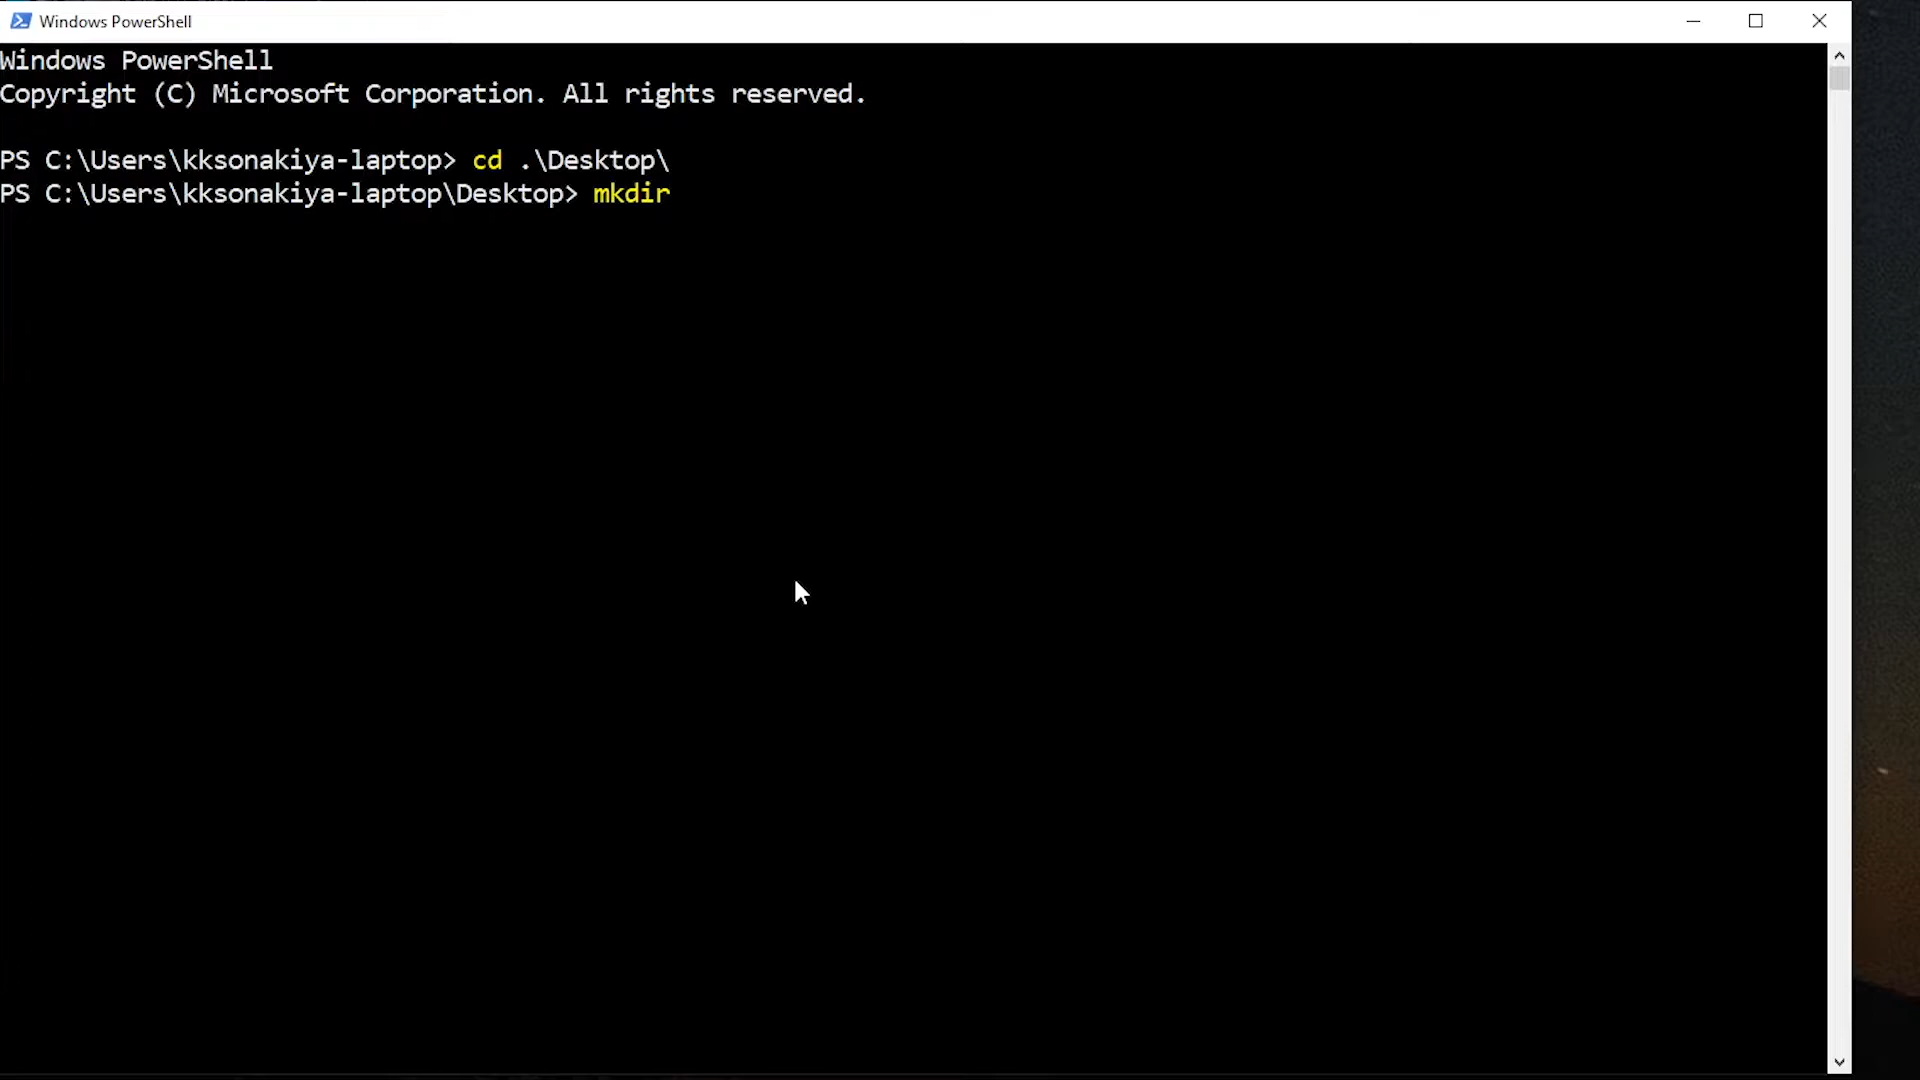 Windows PowerShell
Windows PowerShell
Copyright (C) Microsoft Corporation. All rights reserved.
PS C:\Users\kksonakiya-laptop> cd .\Desktop\
PS C:\Users\kksonakiya-laptop\Desktop> mkdir